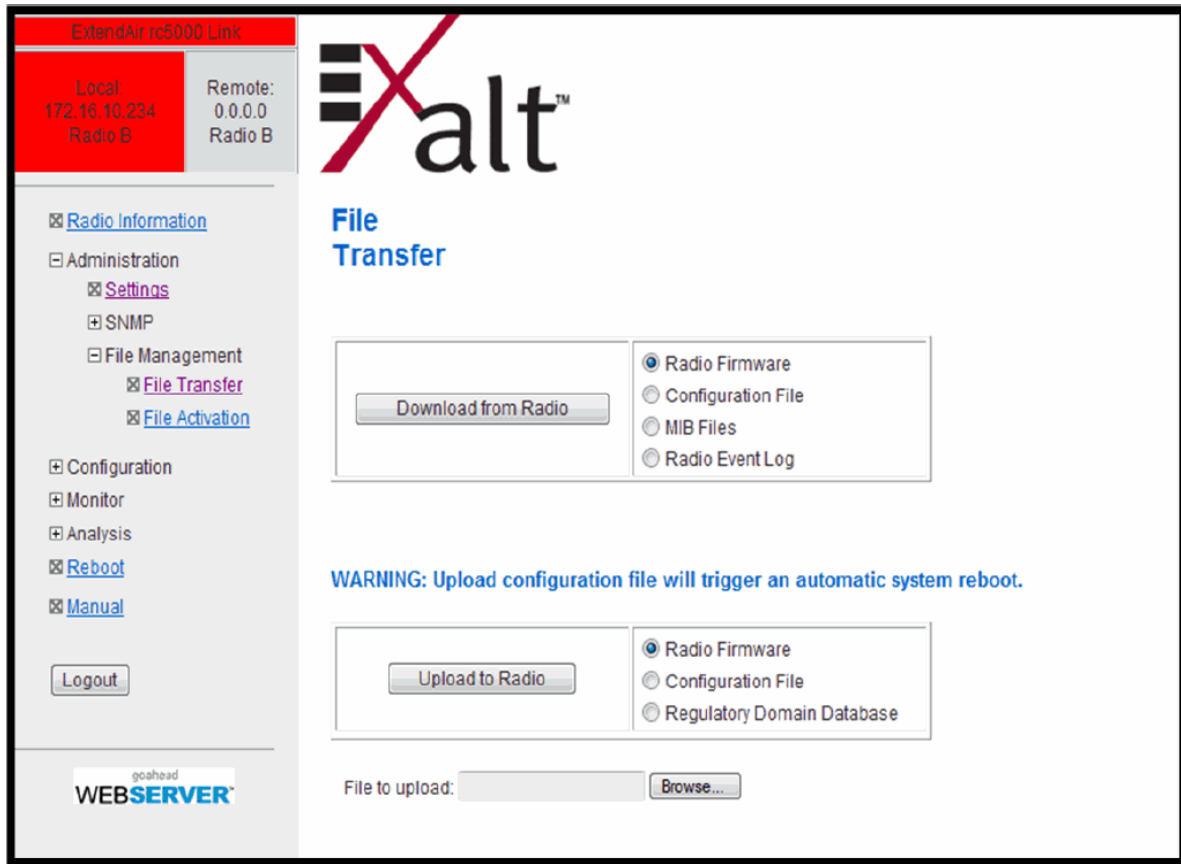 ExtendAir rc5000 Link
Local:
172.16.10.234
Radio B
Remote:
0.0.0.0
Radio B
Radio Information
Administration
Settings
SNMP
File Management
File Transfer
File Activation
Configuration
Monitor
Analysis
Reboot
Manual
Logout
goahead
WEBSERVER
Exalt™
File
Transfer
Download from Radio
Radio Firmware
Configuration File
MIB Files
Radio Event Log
WARNING: Upload configuration file will trigger an automatic system reboot.
Upload to Radio
Radio Firmware
Configuration File
Regulatory Domain Database
File to upload:
Browse...